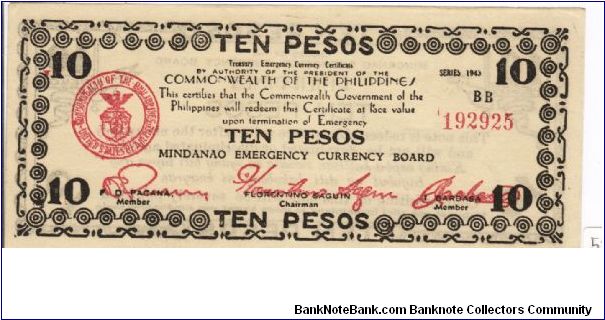 TEN PESOS
10 10
Treasury Emergency Currency Certificate
BY AUTHORITY OF THE PRESIDENT OF THE
COMMONWEALTH OF THE PHILIPPINES
SERIES 1943
This certifies that the Commonwealth Government of the
Philippines will redeem this Certificate at face value
upon termination of Emergency
BB
192925
TEN PESOS
MINDANAO EMERGENCY CURRENCY BOARD
10 10
F. D. PACANA
Member
FLORENTINO SAGUIN
Chairman
BARDASA
Member
TEN PESOS
BankNoteBank.com Banknote Collectors Community